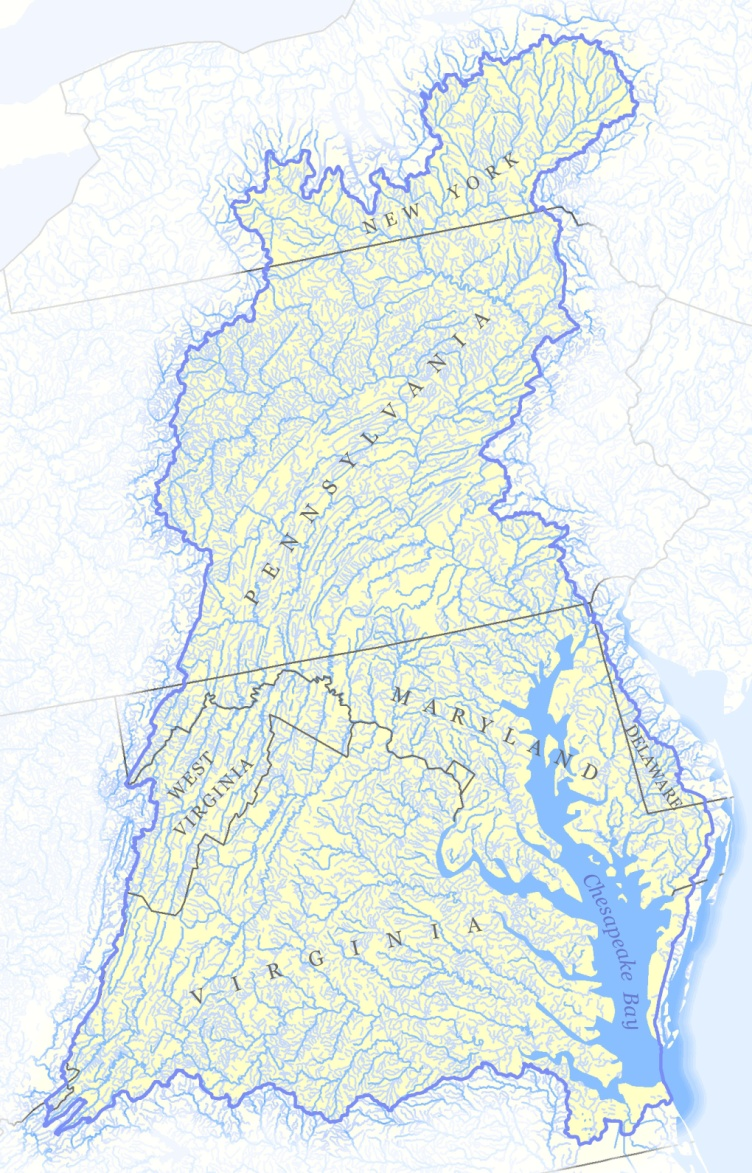 NEW YORK
PENNSYLVANIA
MARYLAND
DELAWARE
WEST
VIRGINIA
Chesapeake Bay
VIRGINIA